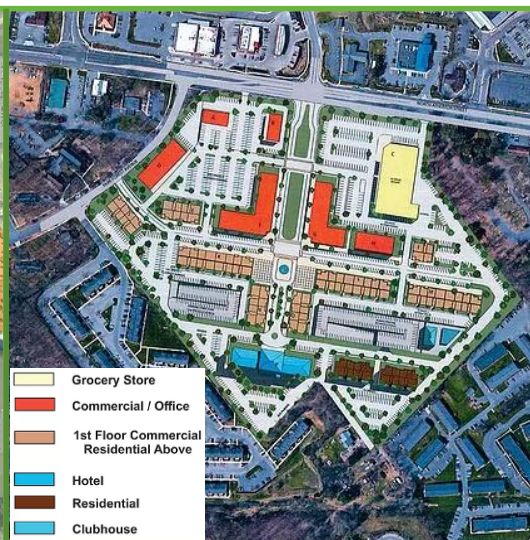 Grocery Store
Commercial / Office
1st Floor Commercial
Residential Above
Hotel
Residential
Clubhouse